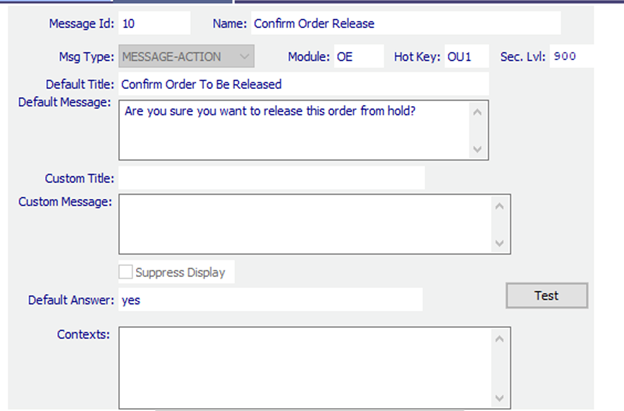 Message Id: 10 Name: Confirm Order Release
Msg Type: MESSAGE-ACTION Module: OE Hot Key: OU1 Sec. Lvl: 900
Default Title: Confirm Order To Be Released
Default Message: Are you sure you want to release this order from hold?
Custom Title:
Custom Message:
Suppress Display
Default Answer: yes
Test
Contexts: